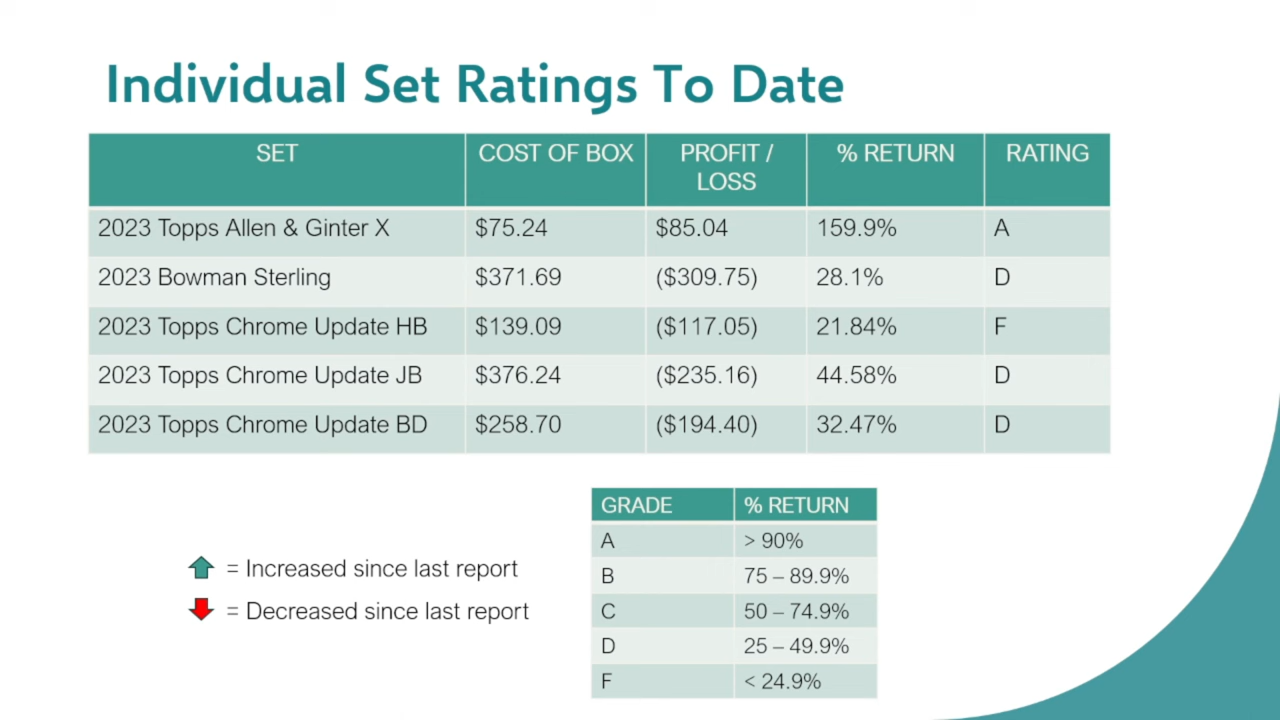 Individual Set Ratings To Date
SET COST OF BOX PROFIT / LOSS % RETURN RATING
2023 Topps Allen & Ginter X $75.24 $85.04 159.9% A
2023 Bowman Sterling $371.69 ($309.75) 28.1% D
2023 Topps Chrome Update HB $139.09 ($117.05) 21.84% F
2023 Topps Chrome Update JB $376.24 ($235.16) 44.58% D
2023 Topps Chrome Update BD $258.70 ($194.40) 32.47% D
GRADE % RETURN
A > 90%
B 75 – 89.9%
C 50 – 74.9%
D 25 – 49.9%
F < 24.9%
= Increased since last report
= Decreased since last report